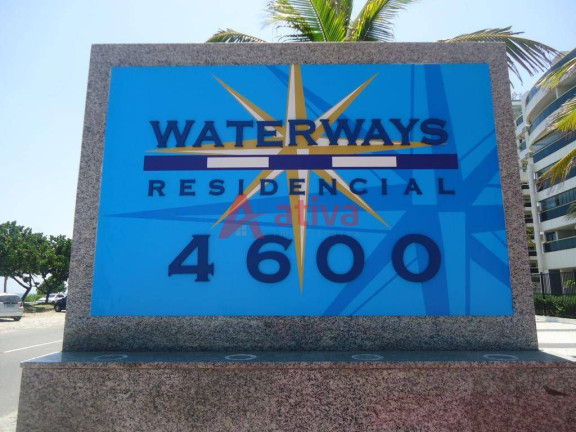 WATERWAYS
RESIDENCIAL
ativa
4600